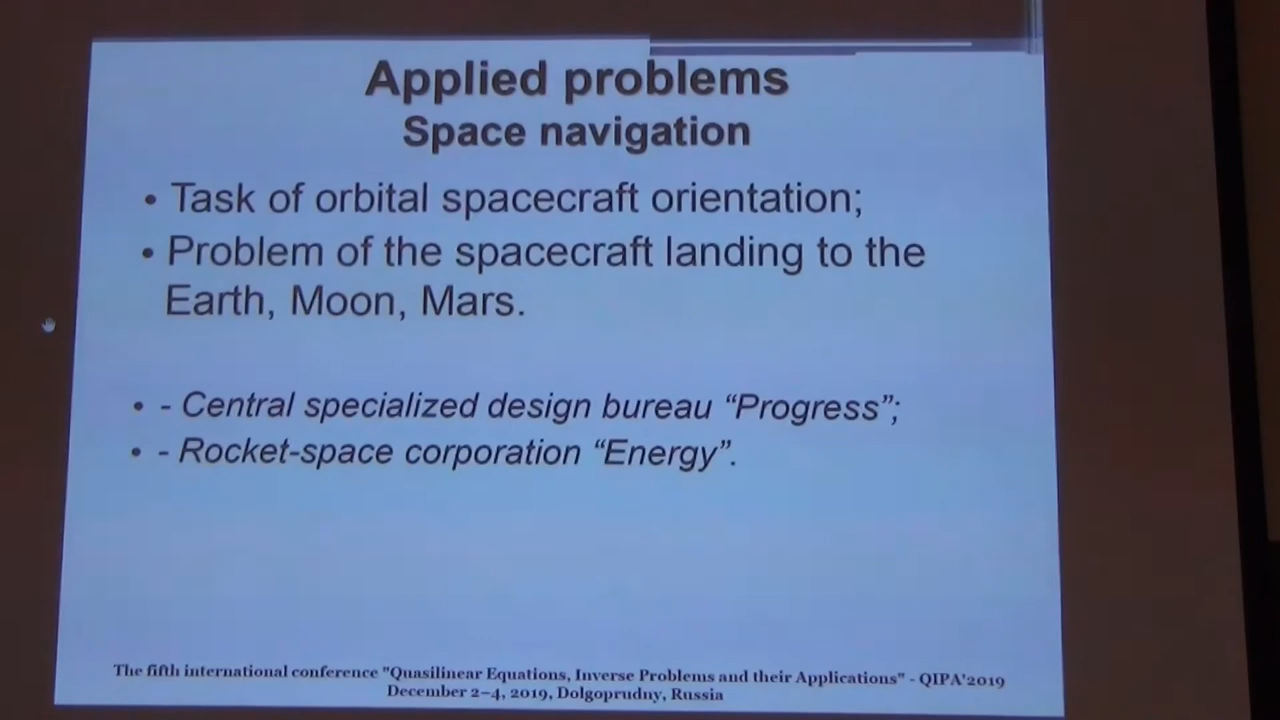 Applied problems
Space navigation
• Task of orbital spacecraft orientation;
• Problem of the spacecraft landing to the
Earth, Moon, Mars.
• - Central specialized design bureau “Progress”;
• - Rocket-space corporation “Energy”.
The fifth international conference "Quasilinear Equations, Inverse Problems and their Applications" - QIPA'2019
December 2–4, 2019, Dolgoprudny, Russia